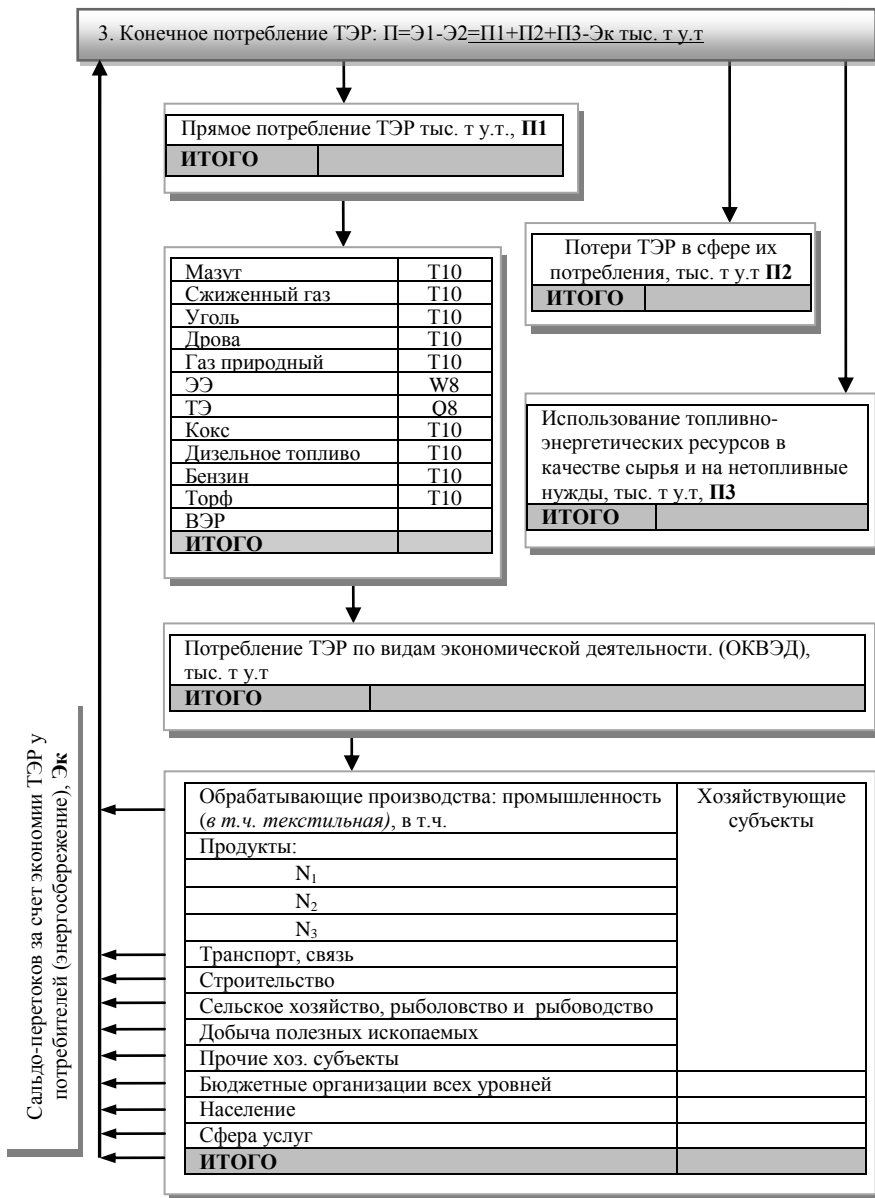 3. Конечное потребление ТЭР: П=Э1-Э2=П1+П2+П3-Эк тыс. т у.т
Прямое потребление ТЭР тыс. т у.т., П1
ИТОГО
Потери ТЭР в сфере их
потребления, тыс. т у.т П2
ИТОГО
Мазут T10
Сжиженный газ T10
Уголь T10
Дрова T10
Газ природный T10
ЭЭ W8
ТЭ Q8
Кокс T10
Дизельное топливо T10
Бензин T10
Торф T10
ВЭР
ИТОГО
Использование топливно-
энергетических ресурсов в
качестве сырья и на нетопливные
нужды, тыс. т у.т, П3
ИТОГО
Потребление ТЭР по видам экономической деятельности. (ОКВЭД),
тыс. т у.т
ИТОГО
Сальдо-перетоков за счет экономии ТЭР у
потребителей (энергосбережение), Эк
Обрабатывающие производства: промышленность
(в т.ч. текстильная), в т.ч.
Хозяйствующие
субъекты
Продукты:
N1
N2
N3
Транспорт, связь
Строительство
Сельское хозяйство, рыболовство и рыбоводство
Добыча полезных ископаемых
Прочие хоз. субъекты
Бюджетные организации всех уровней
Население
Сфера услуг
ИТОГО